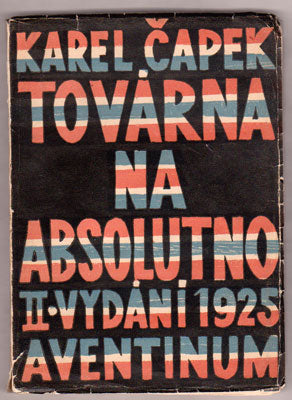 KAREL ČAPEK
TOVÁRNA
NA
ABSOLUTNO
II·VYDÁNÍ 1925
AVENTINUM